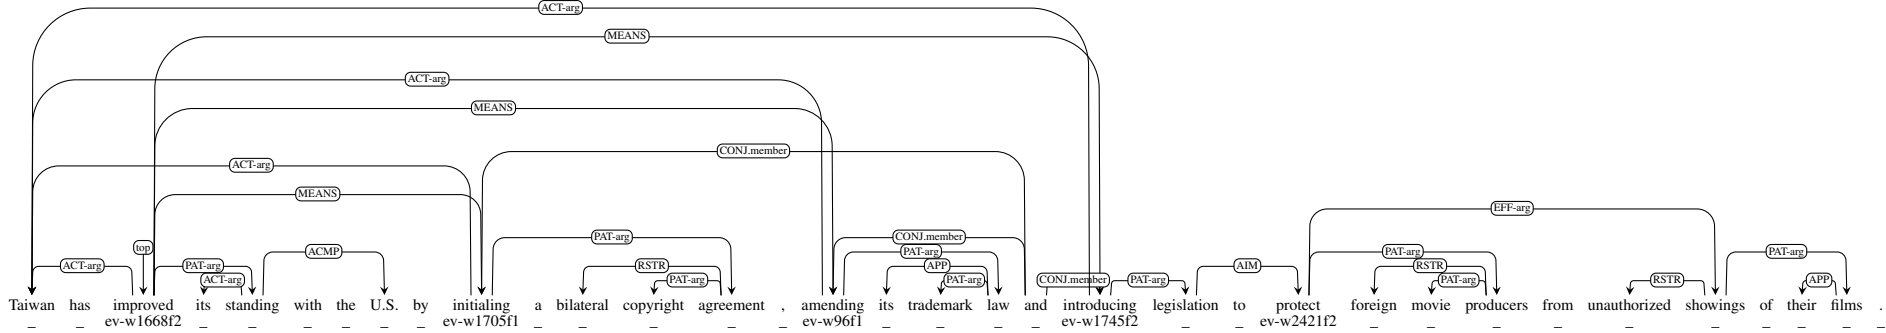 ACT-arg
MEANS
ACT-arg
MEANS
CONJ.member
ACT-arg
MEANS
EFF-arg
PAT-arg CONJ.member
top ACMP PAT-arg PAT-arg PAT-arg
ACT-arg PAT-arg RSTR APP AIM RSTR
ACT-arg PAT-arg PAT-arg CONJ.member PAT-arg PAT-arg RSTR APP
Taiwan has improved its standing with the U.S. by initialing a bilateral copyright agreement , amending its trademark law and introducing legislation to protect foreign movie producers from unauthorized showings of their films .
_ _ ev-w1668f2 _ _ _ _ _ _ ev-w1705f1 _ _ _ _ _ ev-w96f1 _ _ _ _ ev-w1745f2 _ _ ev-w2421f2 _ _ _ _ _ _ _ _ _ _